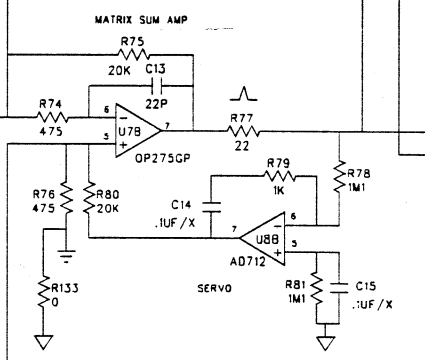 MATRIX SUM AMP
R75
20K
C13
22P
R74
475
6
5
7
U7B
OP275GP
R77
22
R76
475
R80
20K
R79
1K
R78
1M1
C14
.1UF/X
7
6
5
U8B
AD712
R133
0
SERVO
R81
1M1
C15
.1UF/X